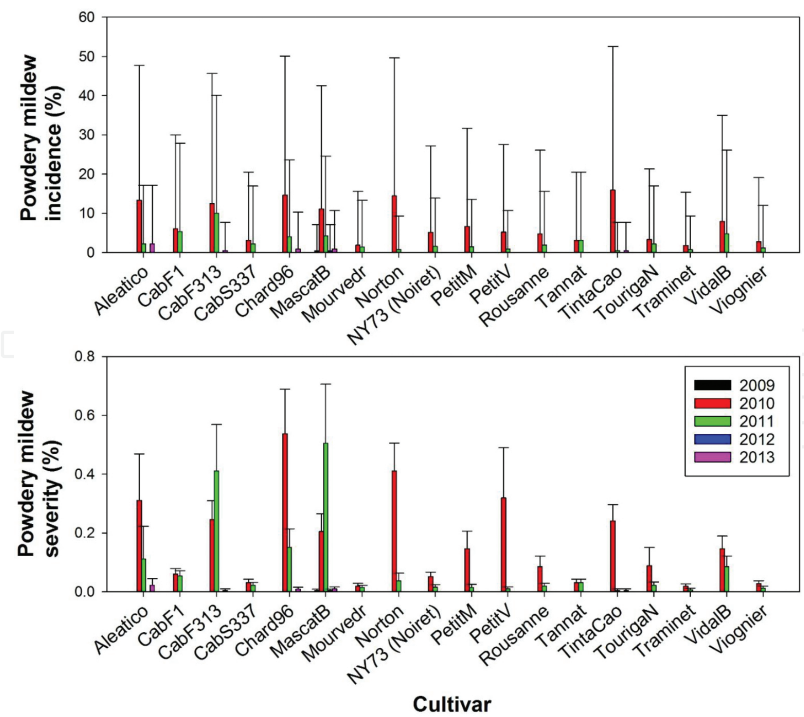 Powdery mildew
incidence (%)
60
50
40
30
20
10
0
Aleatico
CabF1
CabF313
CabS337
Chard96
MascatB
Mourvedr
Norton
NY73 (Noiret)
PetitM
PetitV
Rousanne
Tannat
TintaCao
TourigaN
Traminet
VidalB
Viognier
Powdery mildew
severity (%)
0.8
0.6
0.4
0.2
0.0
2009
2010
2011
2012
2013
Aleatico
CabF1
CabF313
CabS337
Chard96
MascatB
Mourvedr
Norton
NY73 (Noiret)
PetitM
PetitV
Rousanne
Tannat
TintaCao
TourigaN
Traminet
VidalB
Viognier
Cultivar